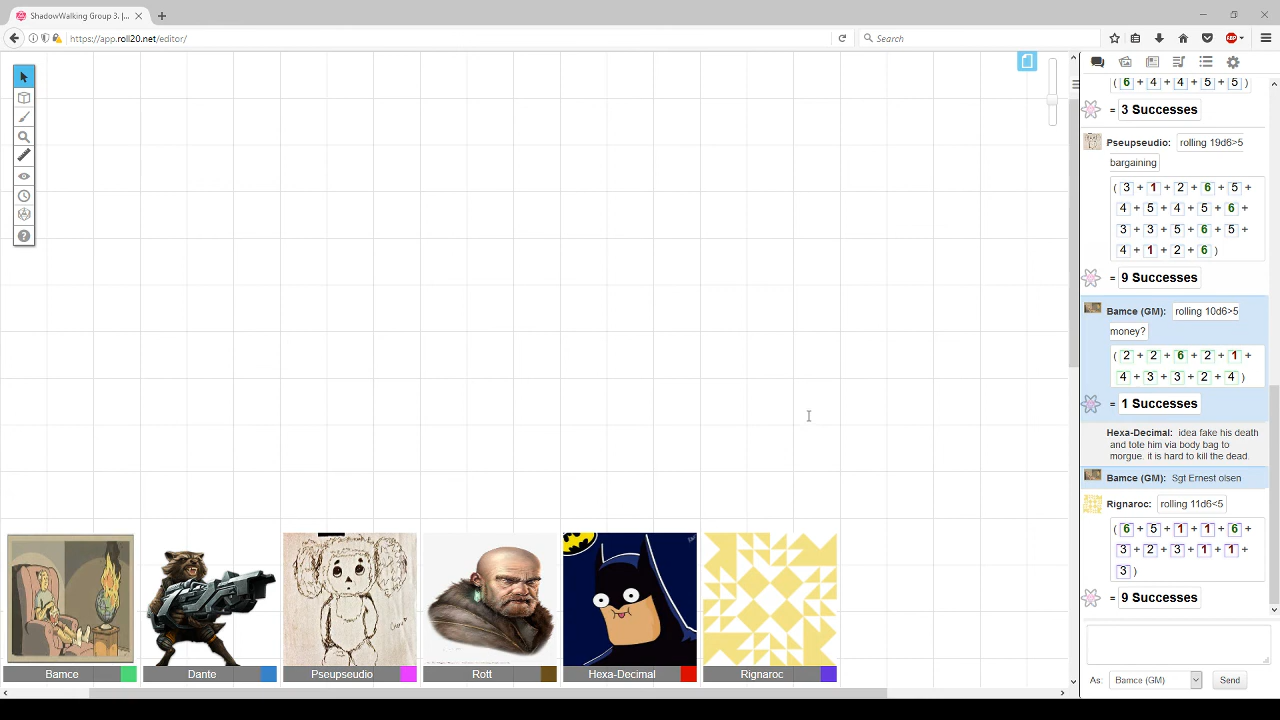 ShadowWalking Group 3. |...
https://app.roll20.net/editor/
Search
ABP
( 6 + 4 + 4 + 5 + 5 )
= 3 Successes
Pseupseudio: rolling 19d6>5
bargaining
( 3 + 1 + 2 + 6 + 5 +
4 + 5 + 4 + 5 + 6 +
3 + 3 + 5 + 6 + 5 +
4 + 1 + 2 + 6 )
= 9 Successes
Bamce (GM): rolling 10d6>5
money?
( 2 + 2 + 6 + 2 + 1 +
4 + 3 + 3 + 2 + 4 )
= 1 Successes
Hexa-Decimal: idea fake his death
and tote him via body bag to
morgue. it is hard to kill the dead.
Bamce (GM): Sgt Ernest olsen
Rignaroc: rolling 11d6<5
( 6 + 5 + 1 + 1 + 6 +
3 + 2 + 3 + 1 + 1 +
3 )
= 9 Successes
Bamce
Dante
Pseupseudio
Rott
Hexa-Decimal
Rignaroc
As: Bamce (GM)
Send